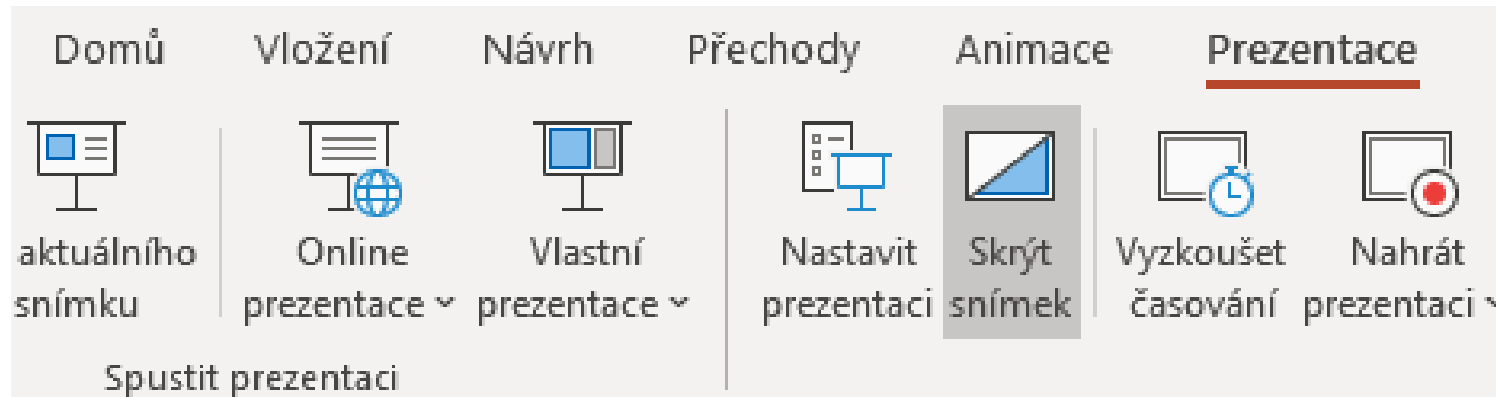 Domů Vložení Návrh Přechody Animace Prezentace
aktuálního Online Vlastní Nastavit Skrýt Vyzkoušet Nahrát
snímku prezentace prezentace prezentaci snímek časování prezentaci
Spustit prezentaci